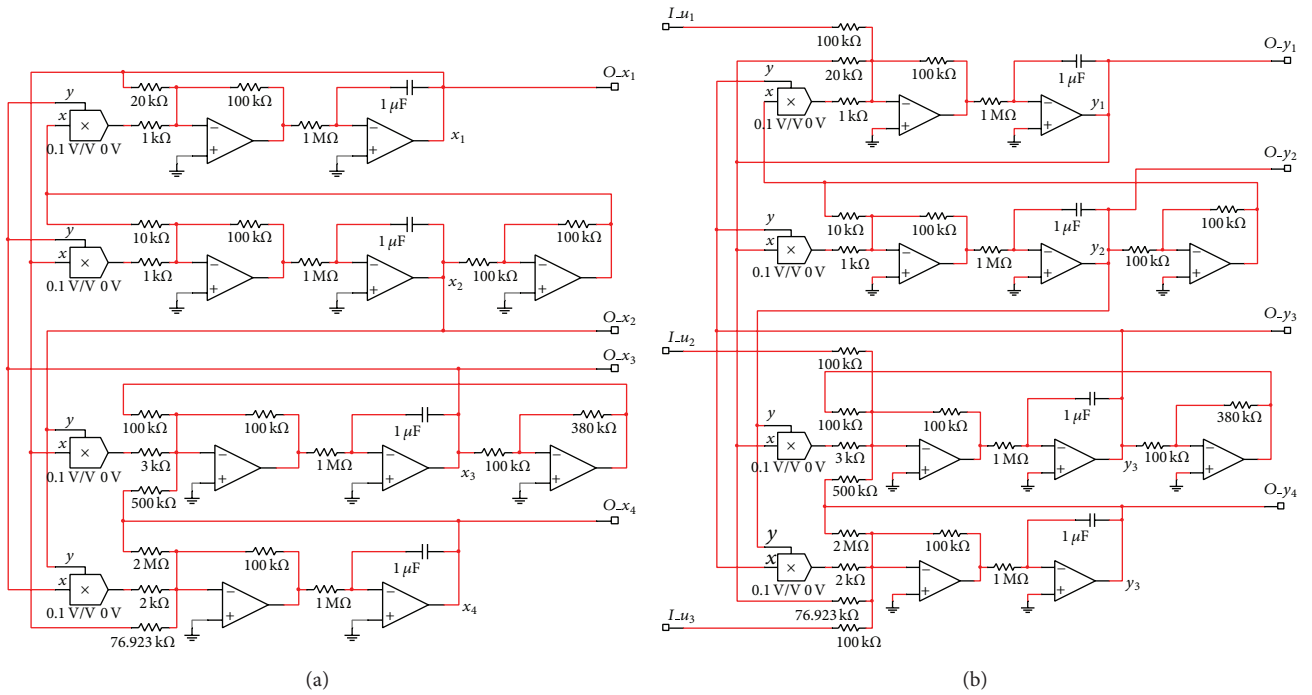 O_x1
y
x
20 kΩ
100 kΩ
1 μF
×
1 kΩ
1 MΩ
x1
0.1 V/V 0 V
y
x
10 kΩ
100 kΩ
1 μF
100 kΩ
×
1 kΩ
1 MΩ
100 kΩ
x2
0.1 V/V 0 V
O_x2
O_x3
y
x
100 kΩ
100 kΩ
1 μF
380 kΩ
×
3 kΩ
1 MΩ
100 kΩ
x3
0.1 V/V 0 V
500 kΩ
O_x4
y
x
2 MΩ
100 kΩ
1 μF
×
2 kΩ
1 MΩ
x4
0.1 V/V 0 V
76.923 kΩ
(a)
I_u1
100 kΩ
O_y1
y
x
20 kΩ
100 kΩ
1 μF
×
1 kΩ
1 MΩ
y1
0.1 V/V 0 V
O_y2
y
x
10 kΩ
100 kΩ
1 μF
100 kΩ
×
1 kΩ
1 MΩ
y2
100 kΩ
0.1 V/V 0 V
O_y3
I_u2
100 kΩ
y
x
100 kΩ
100 kΩ
1 μF
380 kΩ
×
3 kΩ
1 MΩ
y3
100 kΩ
0.1 V/V 0 V
500 kΩ
O_y4
y
x
2 MΩ
100 kΩ
1 μF
×
2 kΩ
1 MΩ
y3
0.1 V/V 0 V
76.923 kΩ
I_u3
100 kΩ
(b)